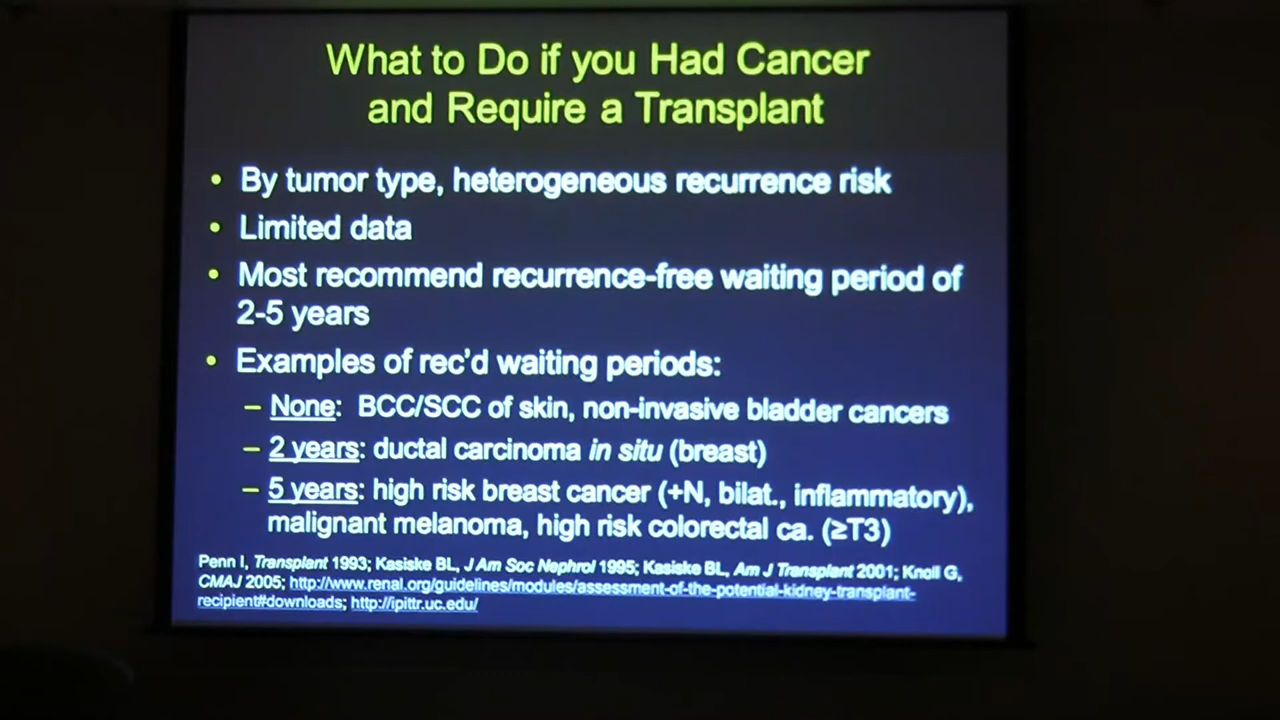 What to Do if you Had Cancer
and Require a Transplant
• By tumor type, heterogeneous recurrence risk
• Limited data
• Most recommend recurrence-free waiting period of
2-5 years
• Examples of rec'd waiting periods:
– None: BCC/SCC of skin, non-invasive bladder cancers
– 2 years: ductal carcinoma in situ (breast)
– 5 years: high risk breast cancer (+N, bilat., inflammatory),
malignant melanoma, high risk colorectal ca. (≥T3)
Penn I, Transplant 1993; Kasiske BL, J Am Soc Nephrol 1995; Kasiske BL, Am J Transplant 2001; Knoll G,
CMAJ 2005; http://www.renal.org/guidelines/modules/assessment-of-the-potential-kidney-transplant-
recipient#downloads; http://ipittr.uc.edu/